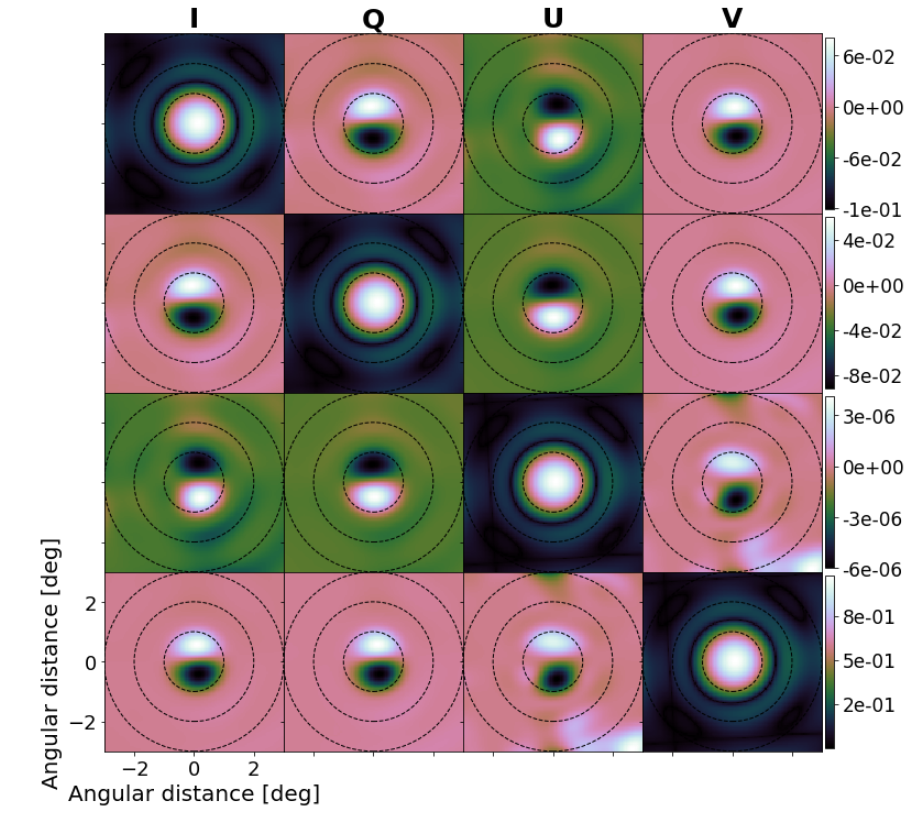 I Q U V
6e-02
0e+00
-6e-02
-1e-01
4e-02
0e+00
-4e-02
-8e-02
3e-06
0e+00
-3e-06
-6e-06
8e-01
5e-01
2e-01
2
0
−2
−2 0 2
Angular distance [deg]
Angular distance [deg]